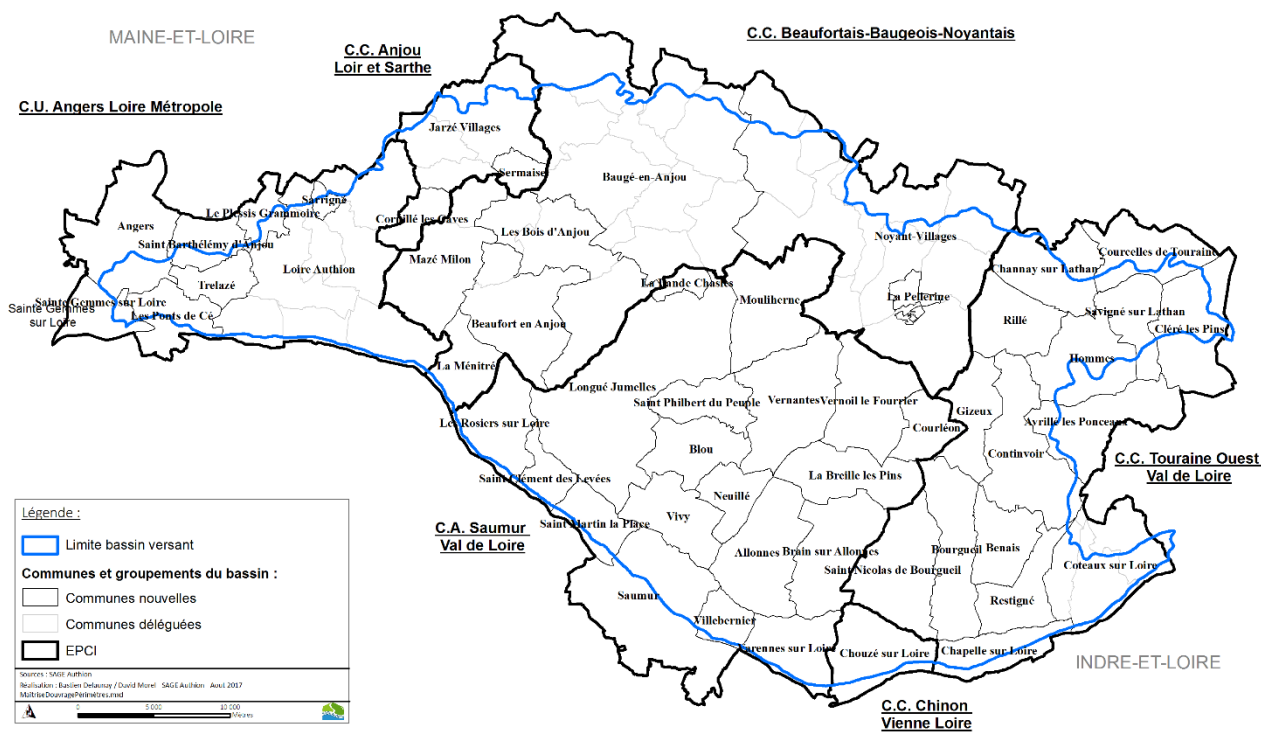 MAINE-ET-LOIRE
C.C. Beaufortais-Baugeois-Noyantais
C.C. Anjou
Loir et Sarthe
C.U. Angers Loire Métropole
Jarzé Villages
Sermaise
Baugé-en-Anjou
Sarrigné
Le Plessis Grammoire
Angers
Saint Barthélémy d'Anjou
Cornillé les Caves
Les Bois d'Anjou
Noyant-Villages
Mazé Milon
Loire Authion
Courcelles de Touraine
Channay sur Lathan
Trelazé
La Lande Chasles
Mouliherne
La Pellerine
Sainte Gemmes sur Loire
Sainte Gemmes
sur Loire
Les Ponts de Cé
Beaufort en Anjou
Rillé
Savigné sur Lathan
Cléré les Pins
Hommes
La Ménitré
Longué Jumelles
Saint Philbert du Peuple
Vernantes
Vernoil le Fourrier
Gizeux
Les Rosiers sur Loire
Courléon
Ayrillé les Ponceaux
Blou
Continvoir
C.C. Touraine Ouest
Val de Loire
Saint Clément des Levées
La Breille les Pins
Neuillé
Vivy
C.A. Saumur
Val de Loire
Saint Martin la Place
Allonnes
Brain sur Allonnes
Bourgueil
Benais
Saint Nicolas de Bourgueil
Coteaux sur Loire
Saumur
Restigné
Villebernier
Varennes sur Loire
Chouzé sur Loire
Chapelle sur Loire
INDRE-ET-LOIRE
C.C. Chinon
Vienne Loire
Légende :
Limite bassin versant
Communes et groupements du bassin :
Communes nouvelles
Communes déléguées
EPCI
Sources : SAGE Authion
Réalisation : Bastien Delaunay / David Morel SAGE Authion Aout 2017
MaitriseDouvragePérimètres.mxd
0 5 000 10 000
Mètres